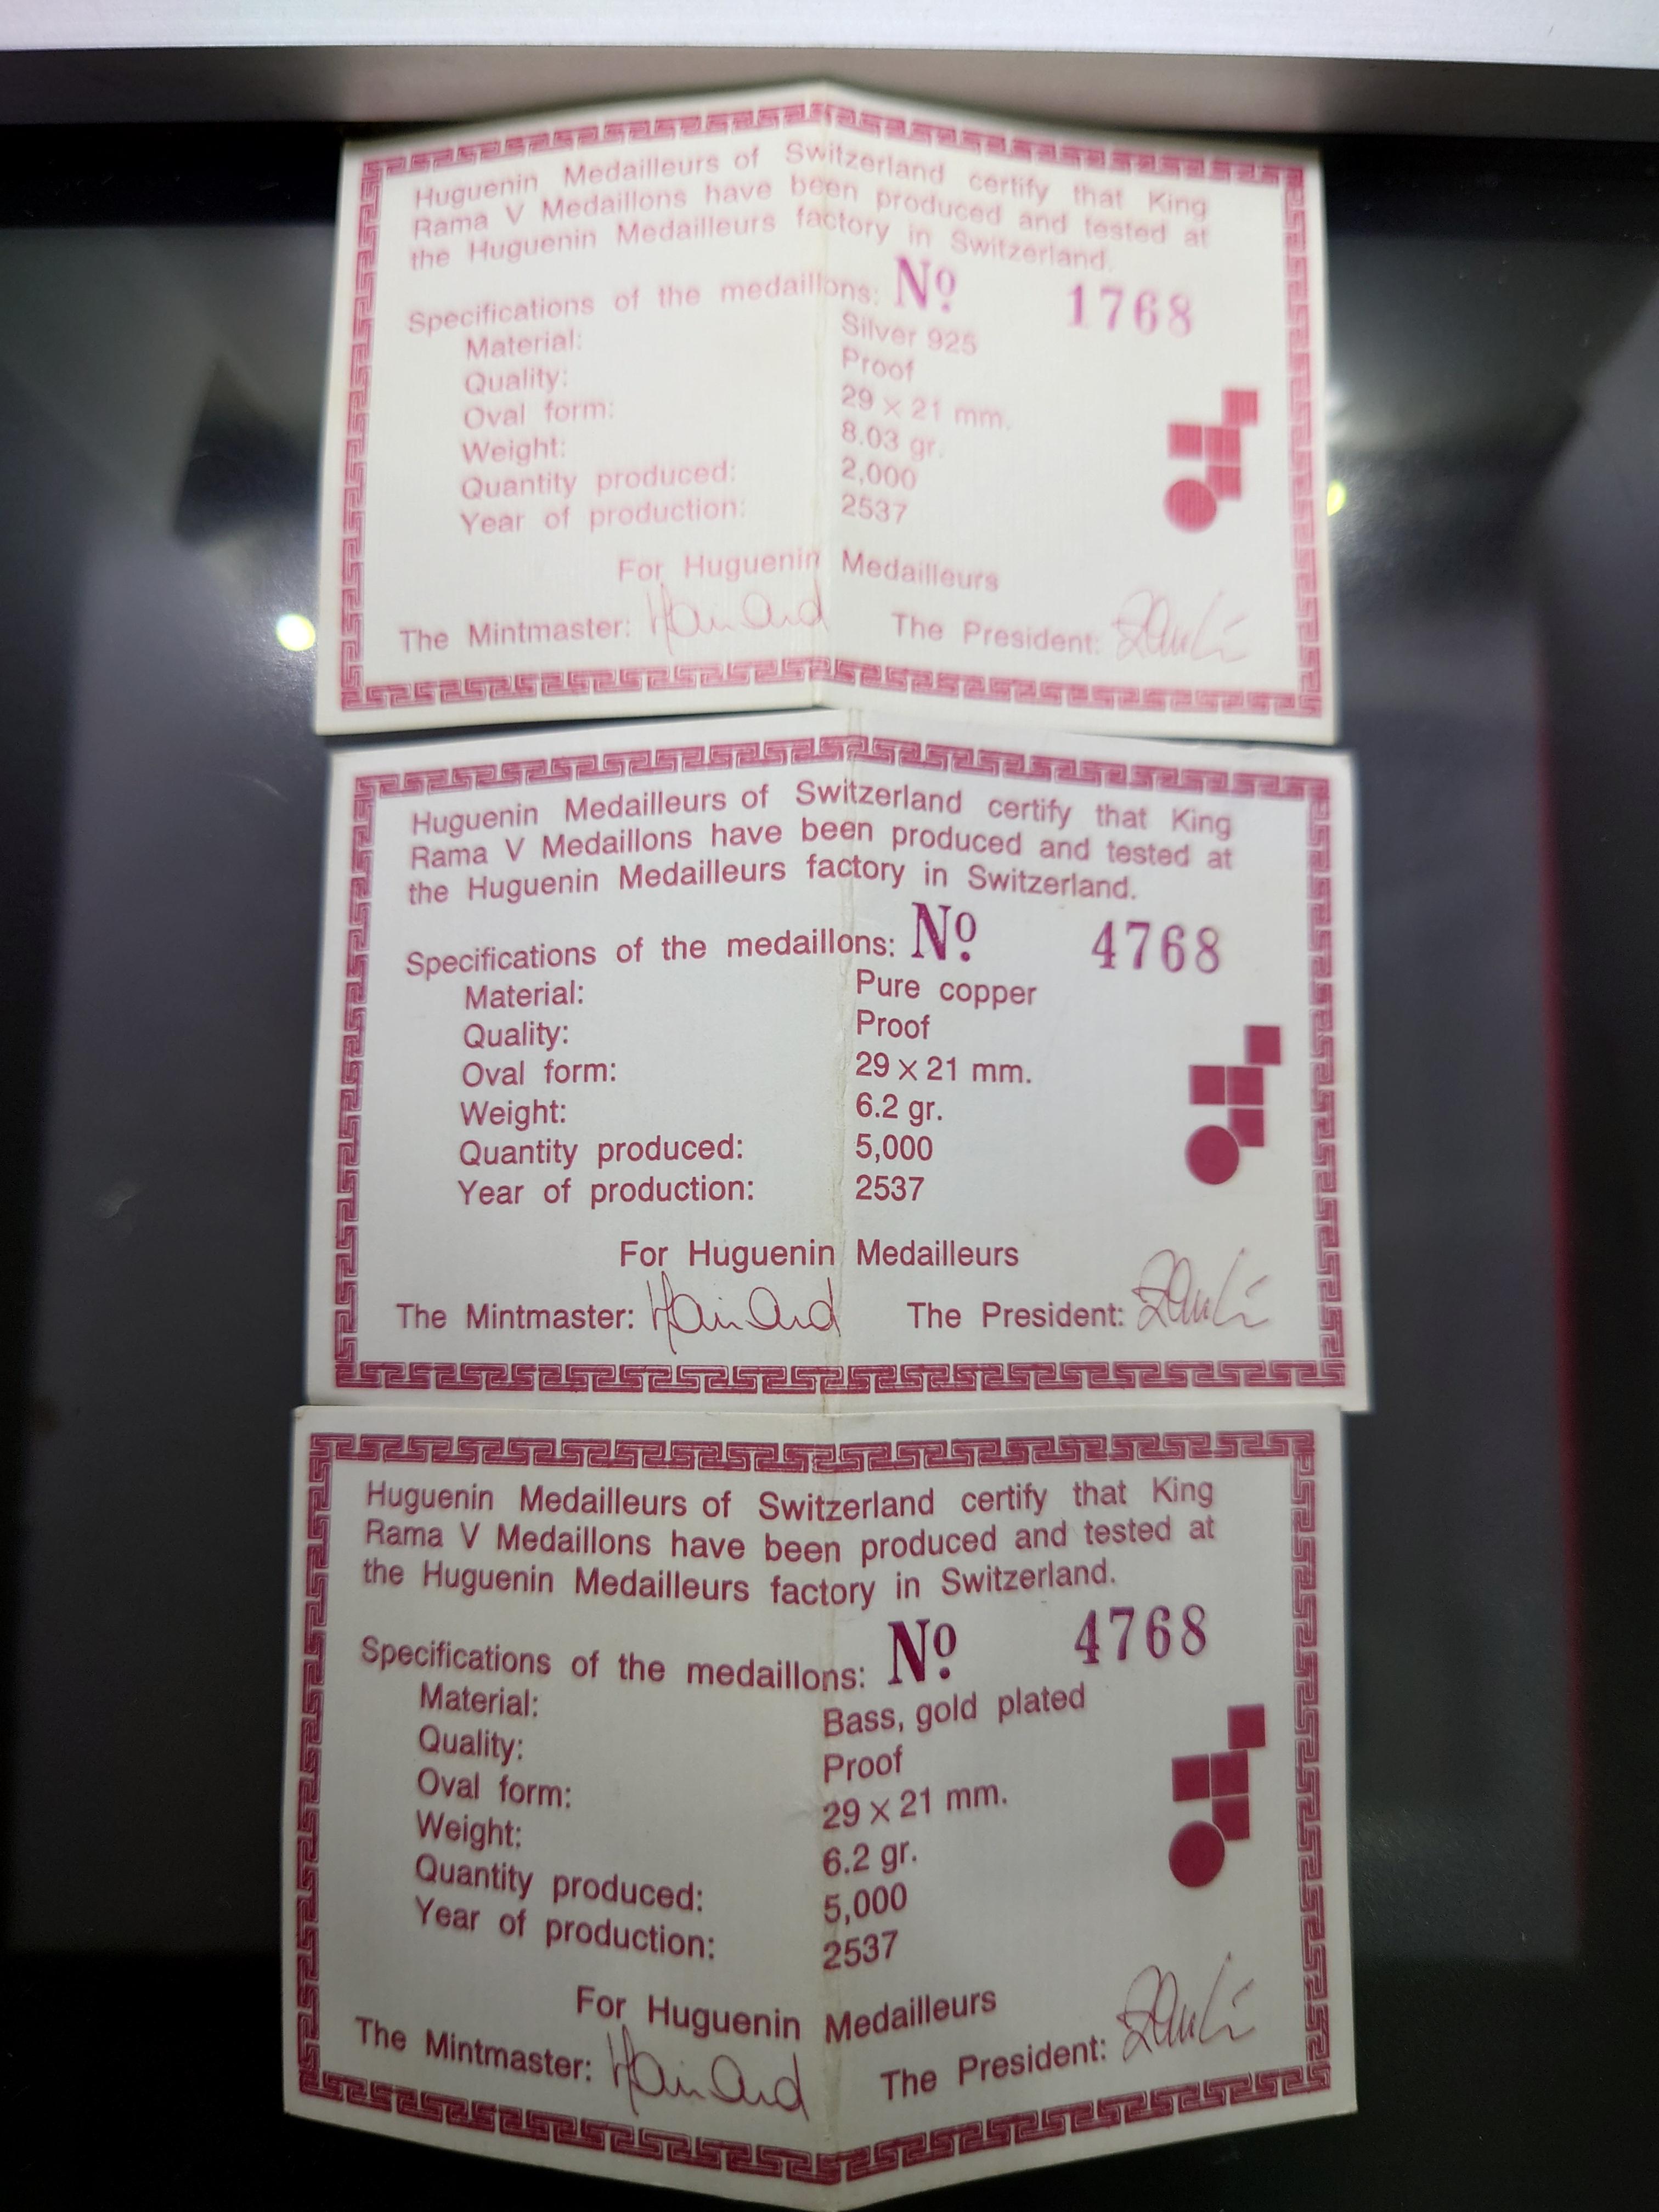 Huguenin Medailleurs of Switzerland certify that King
Rama V Medaillons have been produced and tested at
the Huguenin Medailleurs factory in Switzerland.
Specifications of the medaillons: Nº 1768
Material: Silver 925
Quality: Proof
Oval form: 29 × 21 mm.
Weight: 8.03 gr.
Quantity produced: 2,000
Year of production: 2537
For Huguenin Medailleurs
The Mintmaster: The President:
Huguenin Medailleurs of Switzerland certify that King
Rama V Medaillons have been produced and tested at
the Huguenin Medailleurs factory in Switzerland.
Specifications of the medaillons: Nº 4768
Material: Pure copper
Quality: Proof
Oval form: 29 × 21 mm.
Weight: 6.2 gr.
Quantity produced: 5,000
Year of production: 2537
For Huguenin Medailleurs
The Mintmaster: The President:
Huguenin Medailleurs of Switzerland certify that King
Rama V Medaillons have been produced and tested at
the Huguenin Medailleurs factory in Switzerland.
Specifications of the medaillons: Nº 4768
Material: Bass, gold plated
Quality: Proof
Oval form: 29 × 21 mm.
Weight: 6.2 gr.
Quantity produced: 5,000
Year of production: 2537
For Huguenin Medailleurs
The Mintmaster: The President: